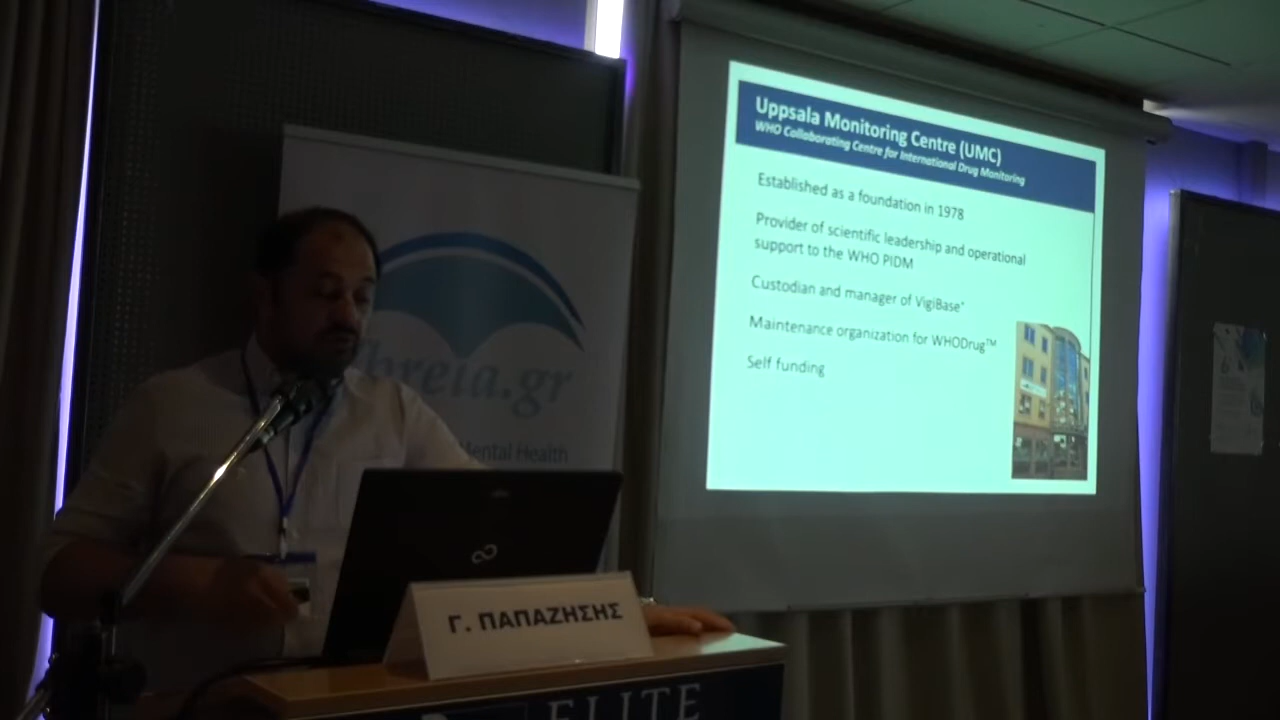 Uppsala Monitoring Centre (UMC)
WHO Collaborating Centre for International Drug Monitoring
Established as a foundation in 1978
Provider of scientific leadership and operational
support to the WHO PIDM
Custodian and manager of VigiBase
Maintenance organization for WHODrug™
Self funding
breia.gr
Mental Health
Γ. ΠΑΠΑΖΗΣΗΣ
ELITE